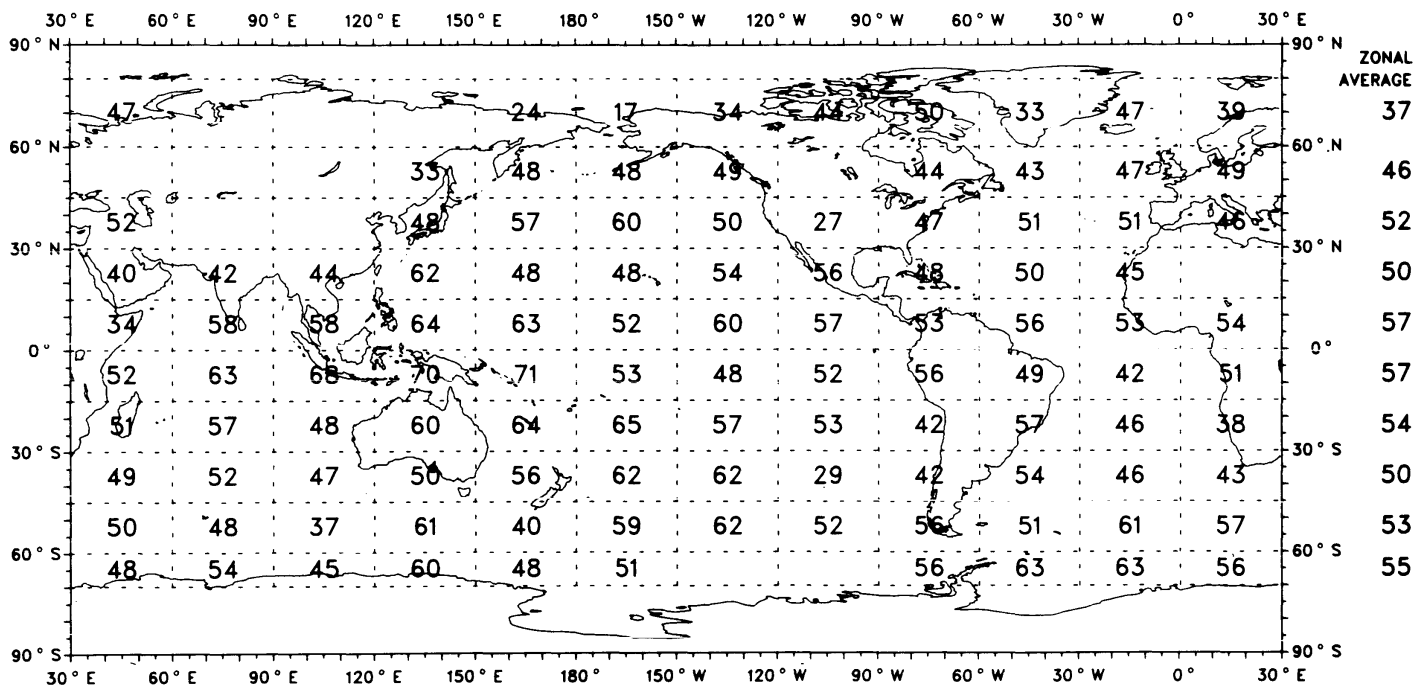 30° E 60° E 90° E 120° E 150° E 180° 150° W 120° W 90° W 60° W 30° W 0° 30° E
90° N 90° N
ZONAL
AVERAGE
47 24 17 34 44 50 33 47 39 37
60° N 60° N
33 48 48 49 44 43 47 49 46
52 48 57 60 50 27 47 51 51 46 52
30° N 30° N
40 42 44 62 48 48 54 56 48 50 45 50
34 58 58 64 63 52 60 57 53 56 53 54 57
0° 0°
52 63 68 70 71 53 48 52 56 49 42 51 57
51 57 48 60 64 65 57 53 42 57 46 38 54
30° S 30° S
49 52 47 50 56 62 62 29 42 54 46 43 50
50 48 37 61 40 59 62 52 56 51 61 57 53
60° S 60° S
48 54 45 60 48 51 56 63 63 56 55
90° S 90° S
30° E 60° E 90° E 120° E 150° E 180° 150° W 120° W 90° W 60° W 30° W 0° 30° E